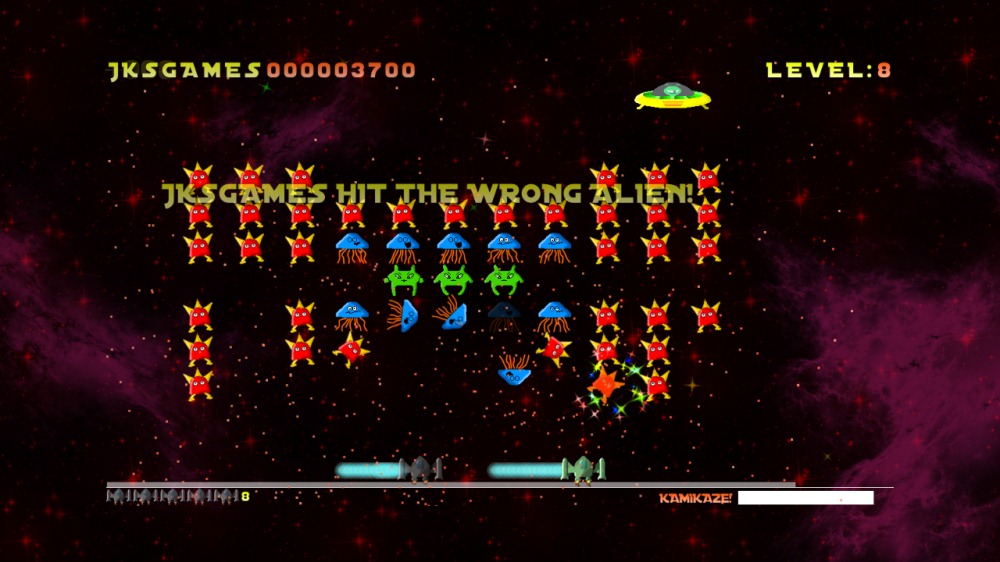 JKSGAMES 000003700
LEVEL:8
JKSGAMES HIT THE WRONG ALIEN!
8
KAMIKAZE!